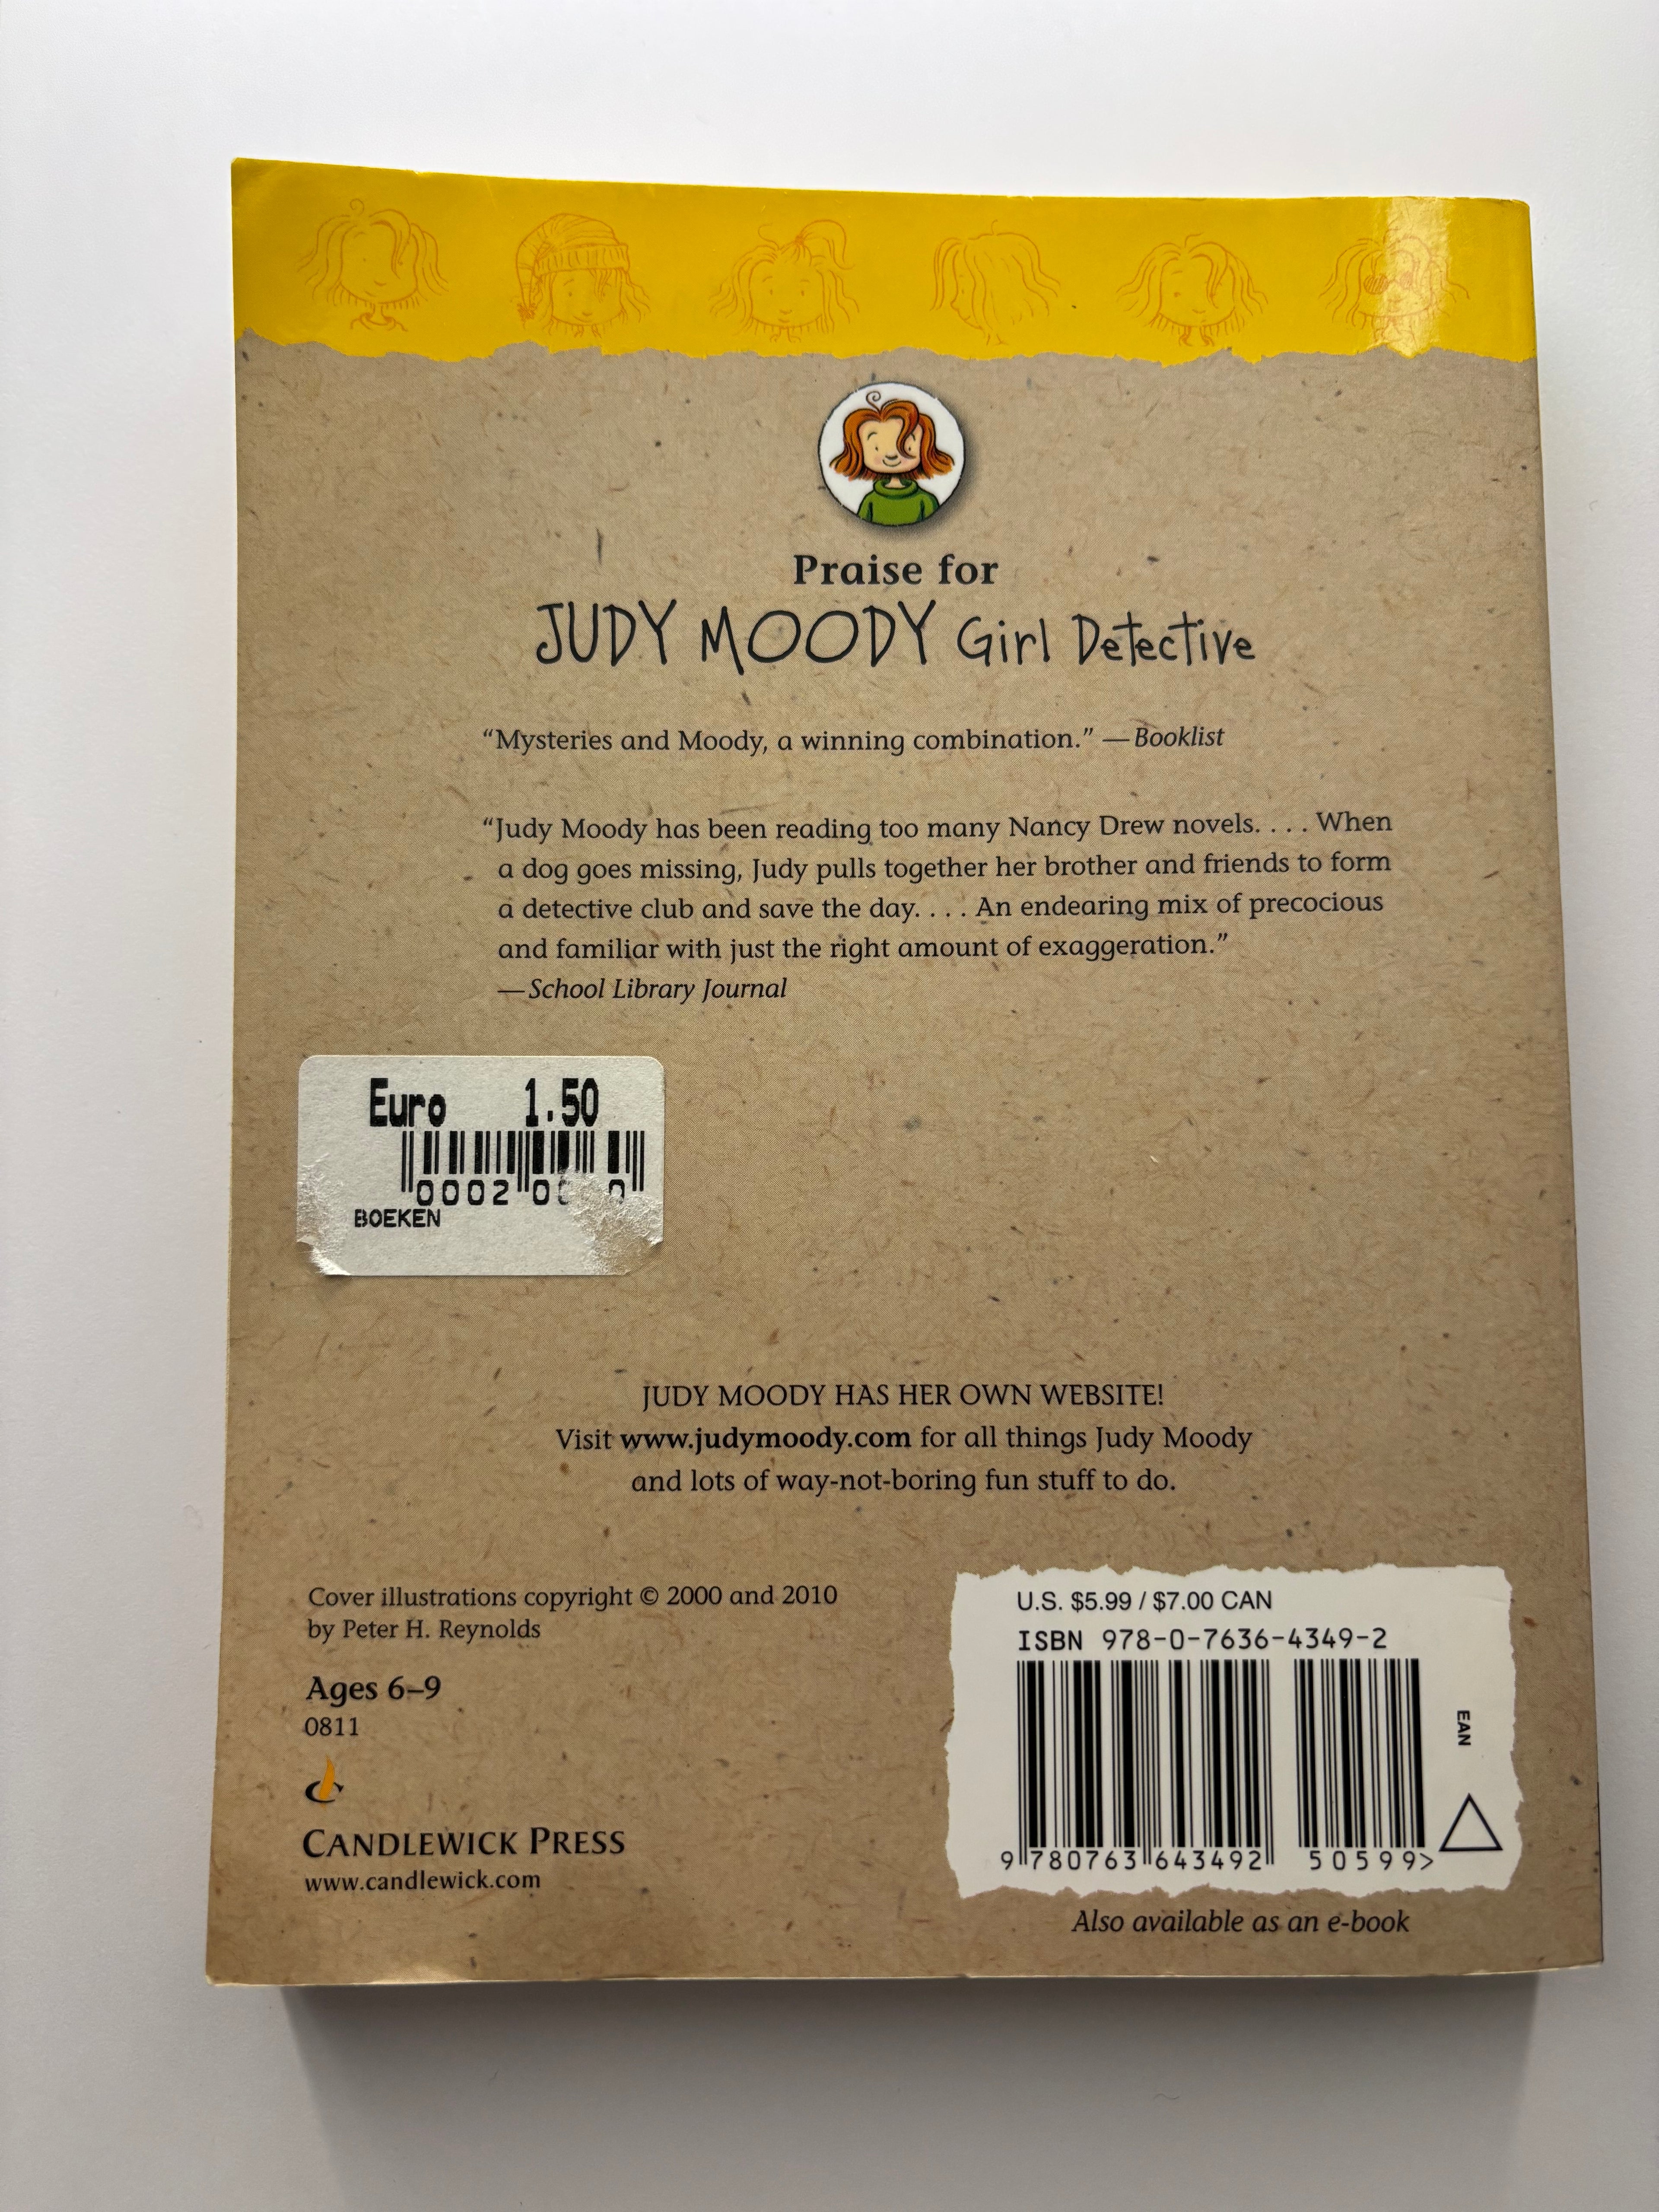 Praise for
JUDY MOODY Girl Detective
“Mysteries and Moody, a winning combination.” —Booklist
“Judy Moody has been reading too many Nancy Drew novels. . . . When
a dog goes missing, Judy pulls together her brother and friends to form
a detective club and save the day. . . . An endearing mix of precocious
and familiar with just the right amount of exaggeration.”
—School Library Journal
Euro 1.50
0002
BOEKEN
JUDY MOODY HAS HER OWN WEBSITE!
Visit www.judymoody.com for all things Judy Moody
and lots of way-not-boring fun stuff to do.
Cover illustrations copyright © 2000 and 2010
by Peter H. Reynolds
Ages 6–9
0811
CANDLEWICK PRESS
www.candlewick.com
U.S. $5.99 / $7.00 CAN
ISBN 978-0-7636-4349-2
EAN
9 780763 643492 50599>
Also available as an e-book